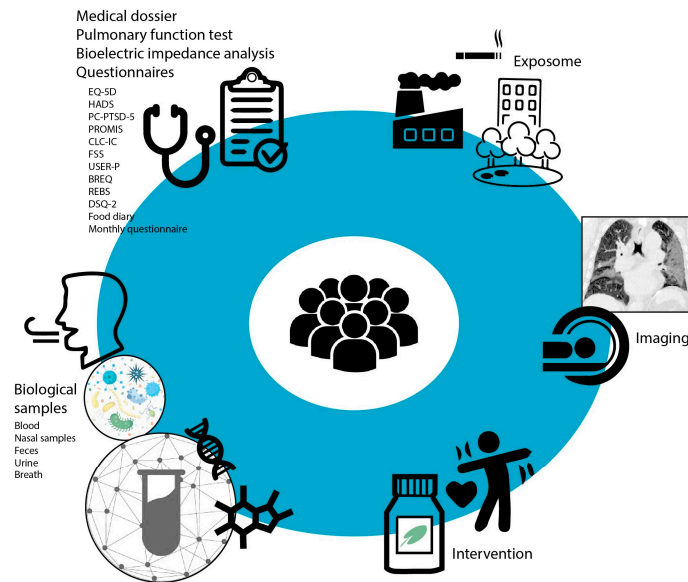 Medical dossier
Pulmonary function test
Bioelectric impedance analysis
Questionnaires
EQ-5D
HADS
PC-PTSD-5
PROMIS
CLC-IC
FSS
USER-P
BREQ
REBS
DSQ-2
Food diary
Monthly questionnaire
Exposome
Imaging
Biological
samples
Blood
Nasal samples
Feces
Urine
Breath
Intervention